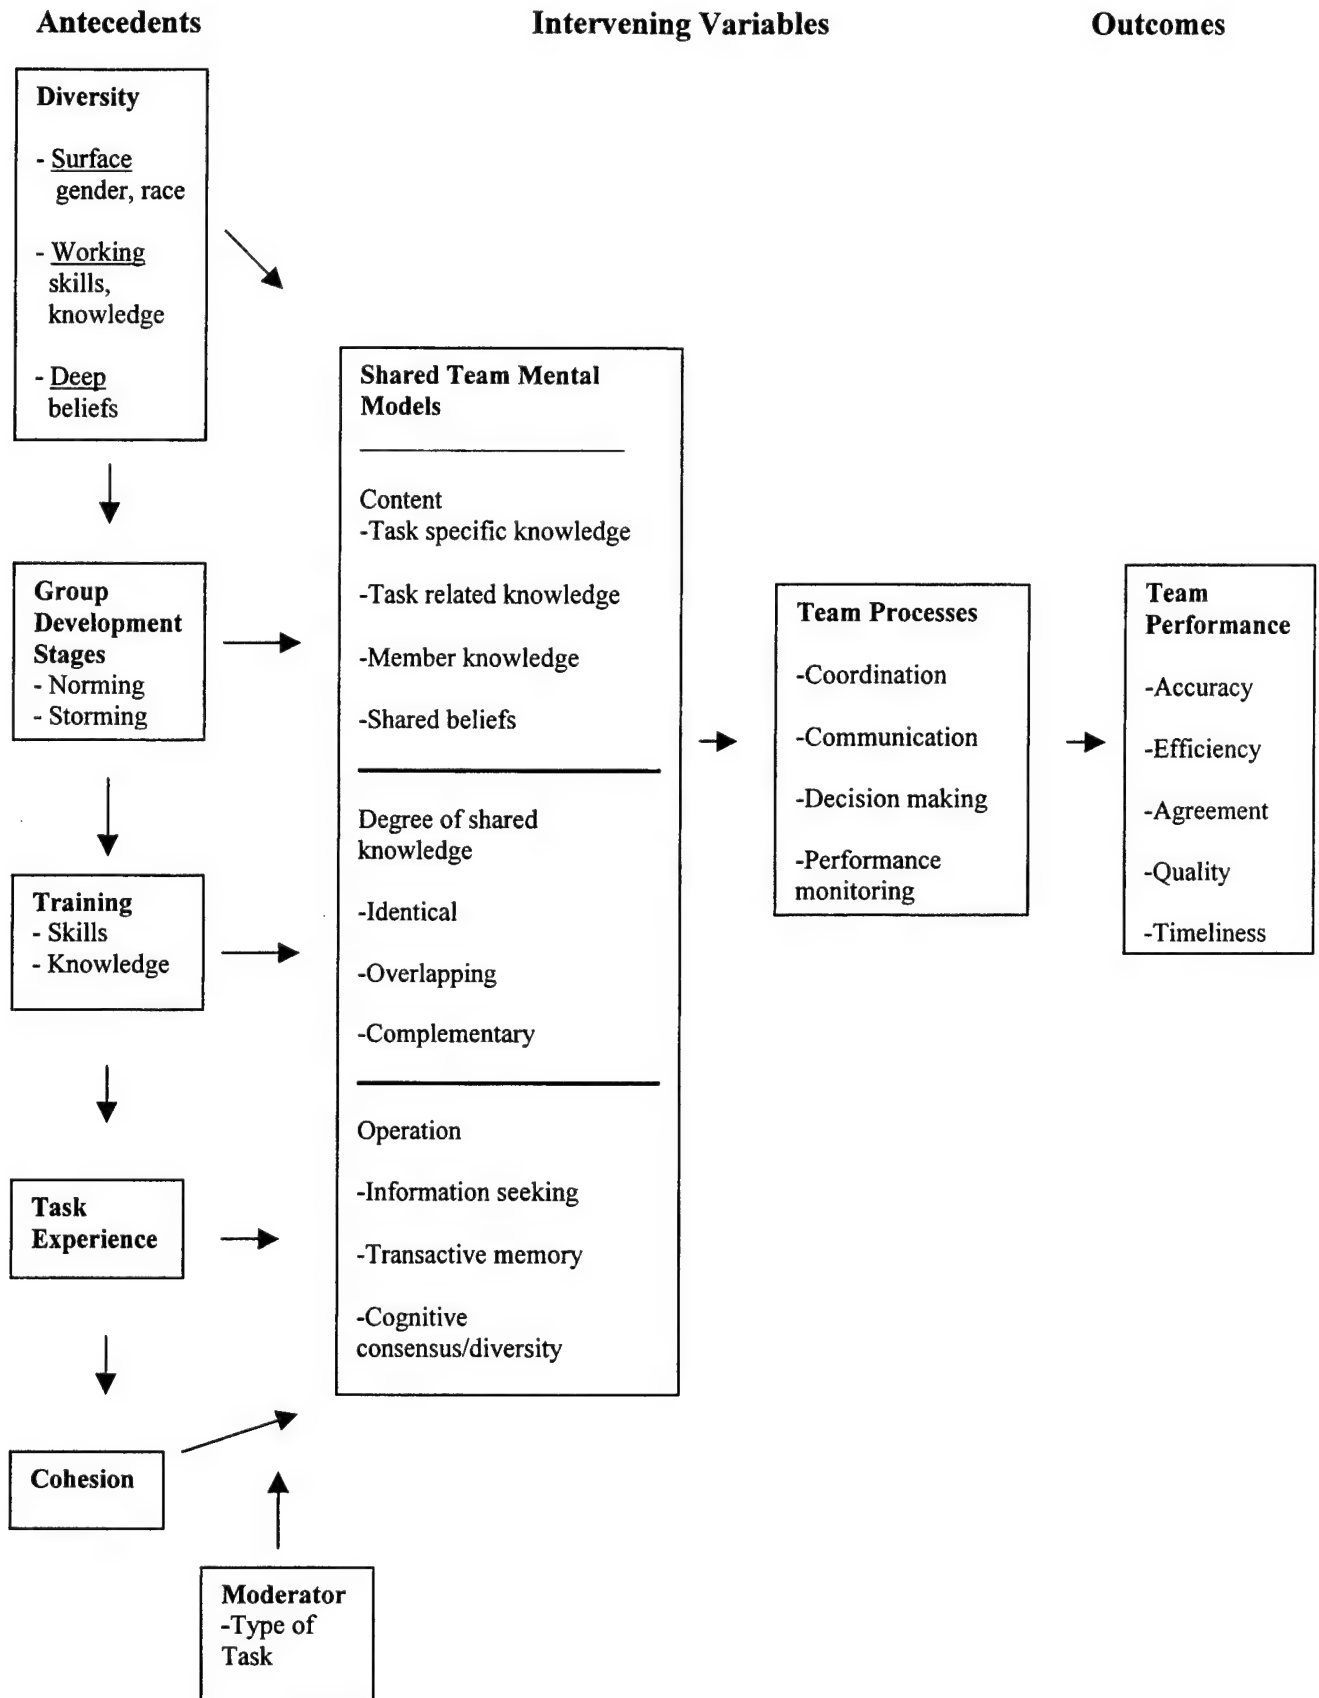 Antecedents
Intervening Variables
Outcomes
Diversity
- Surface
gender, race
- Working
skills,
knowledge
- Deep
beliefs
Group
Development
Stages
- Norming
- Storming
Training
- Skills
- Knowledge
Task
Experience
Cohesion
Moderator
-Type of
Task
Shared Team Mental
Models
Content
-Task specific knowledge
-Task related knowledge
-Member knowledge
-Shared beliefs
Degree of shared
knowledge
-Identical
-Overlapping
-Complementary
Operation
-Information seeking
-Transactive memory
-Cognitive
consensus/diversity
Team Processes
-Coordination
-Communication
-Decision making
-Performance
monitoring
Team
Performance
-Accuracy
-Efficiency
-Agreement
-Quality
-Timeliness